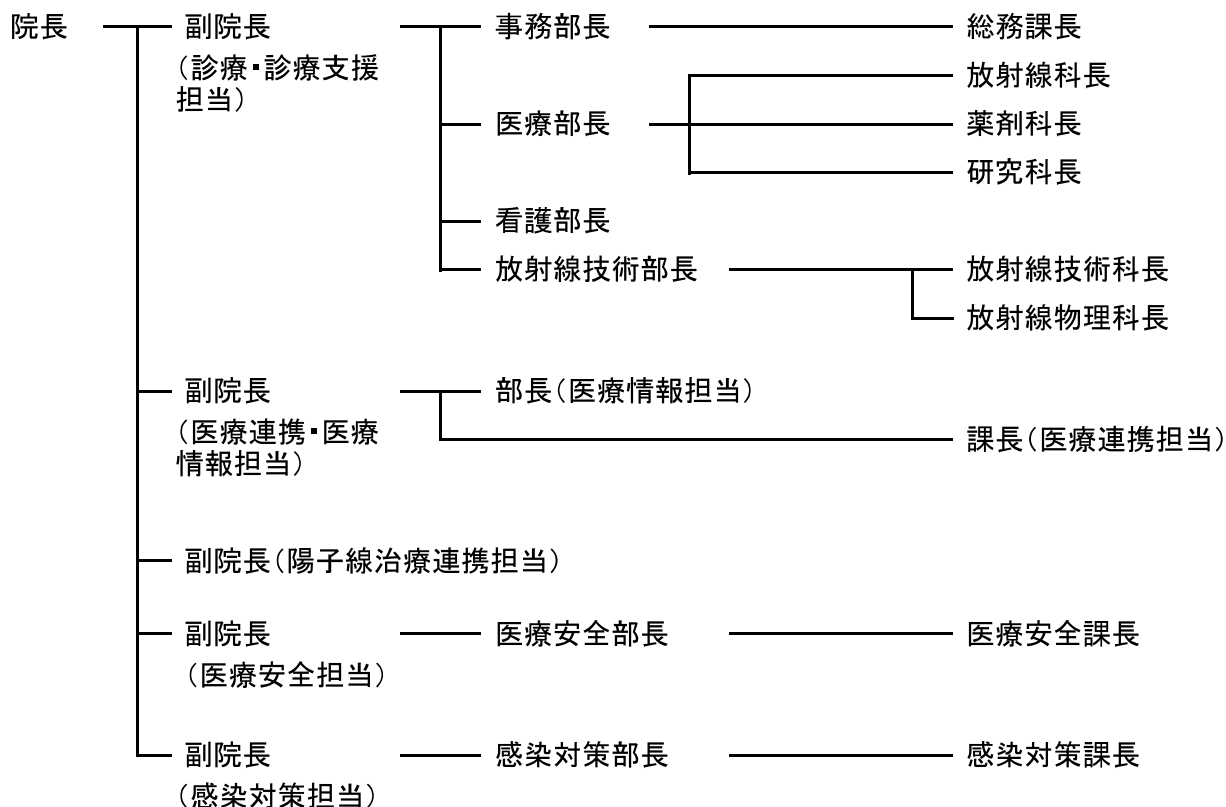 院長 副院長 事務部長 総務課長
(診療・診療支援
担当)
放射線科長
医療部長 薬剤科長
研究科長
看護部長
放射線技術部長 放射線技術科長
放射線物理科長
副院長 部長(医療情報担当)
(医療連携・医療
情報担当)
課長(医療連携担当)
副院長(陽子線治療連携担当)
副院長 医療安全部長 医療安全課長
(医療安全担当)
副院長 感染対策部長 感染対策課長
(感染対策担当)